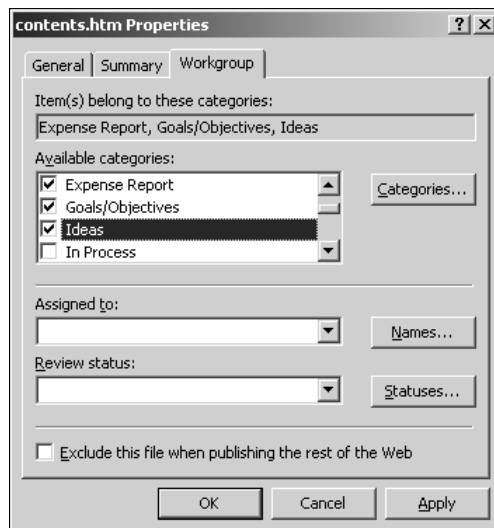 contents.htm Properties
General Summary Workgroup
Item(s) belong to these categories:
Expense Report, Goals/Objectives, Ideas
Available categories:
Expense Report
Categories...
Goals/Objectives
Ideas
In Process
Assigned to:
Names...
Review status:
Statuses...
Exclude this file when publishing the rest of the Web
OK Cancel Apply